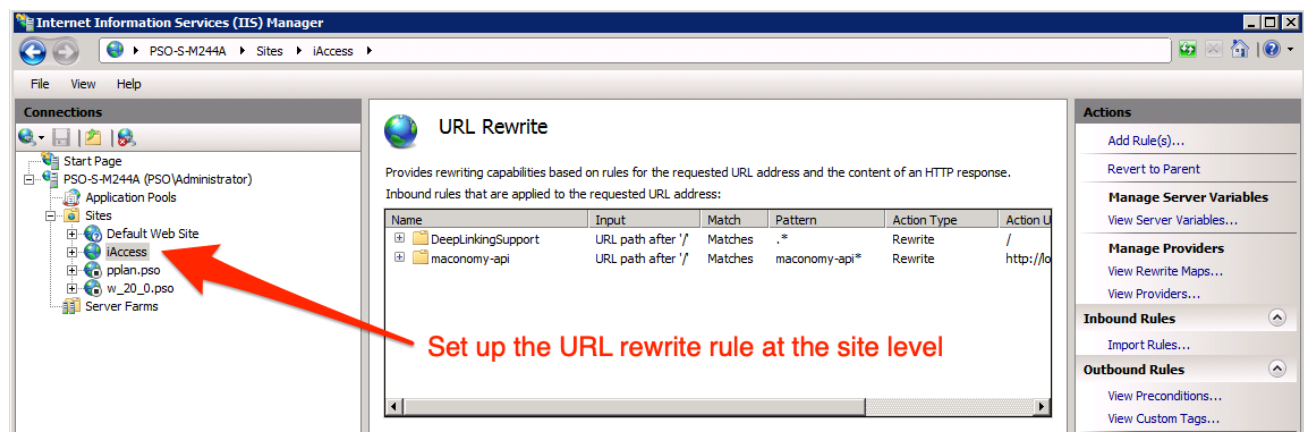 Internet Information Services (IIS) Manager
PSO-S-M244A Sites iAccess
File View Help
Connections
Start Page
PSO-S-M244A (PSO\Administrator)
Application Pools
Sites
Default Web Site
iAccess
pplan.pso
w_20_0.pso
Server Farms
URL Rewrite
Provides rewriting capabilities based on rules for the requested URL address and the content of an HTTP response.
Inbound rules that are applied to the requested URL address:
Name Input Match Pattern Action Type Action U
DeepLinkingSupport URL path after '/' Matches .* Rewrite /
maconomy-api URL path after '/' Matches maconomy-api* Rewrite http://lo
Set up the URL rewrite rule at the site level
Actions
Add Rule(s)...
Revert to Parent
Manage Server Variables
View Server Variables...
Manage Providers
View Rewrite Maps...
View Providers...
Inbound Rules
Import Rules...
Outbound Rules
View Preconditions...
View Custom Tags...